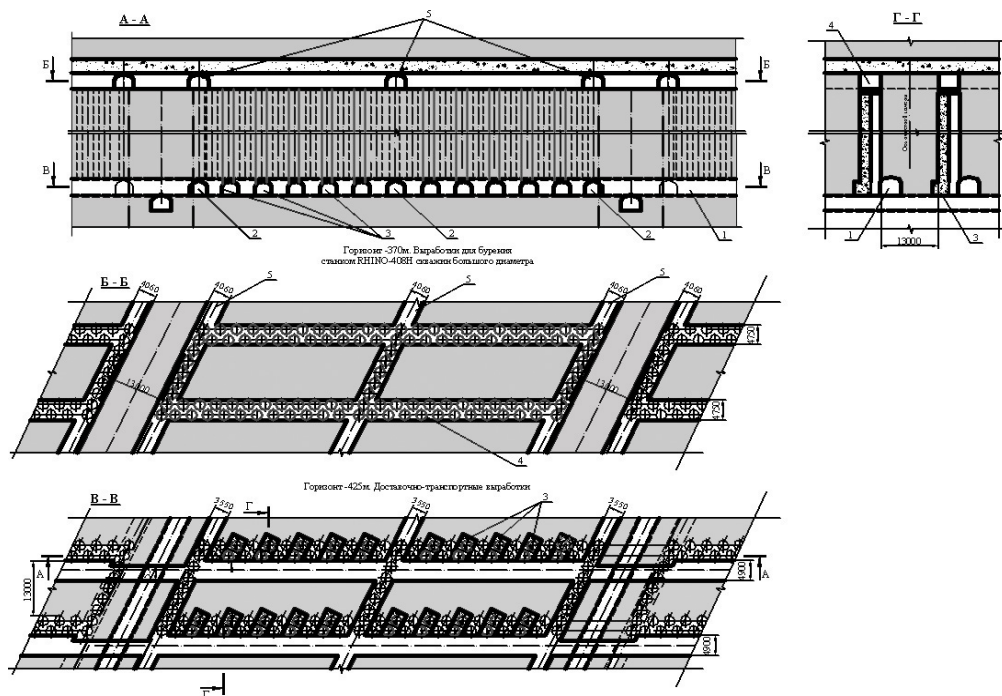 А - А
5
Г - Г
4
Б
Б
Очистная камера
В
В
2
3
2
2
1
1
13000
3
Горизонт -370м. Выработки для бурения
станком RHINO-408H скважин большого диаметра
Б - Б
4060
4060
5
4060
5
4060
5
4060
4750
13000
13000
4750
4
Горизонт -425м. Доставочно-транспортные выработки
В - В
3550
Г
3550
3
3550
А
А
13000
4900
4900
Г